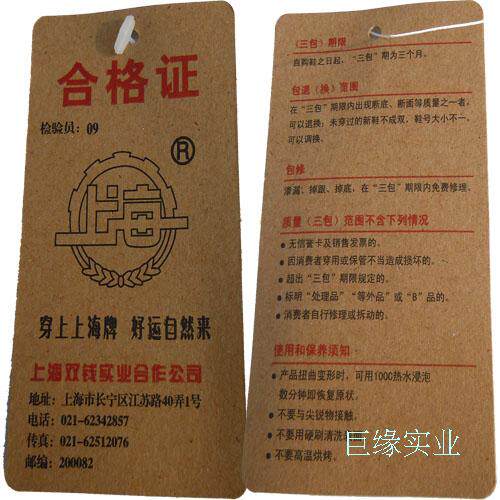 合格证
检验员：09
®
上海
穿上上海牌 好运自然来
上海双钱实业合作公司
地址：上海市长宁区江苏路40弄1号
电话：021-62342857
传真：021-62512076
邮编：200082
（三包）期限
自购鞋之日起，“三包”期为三个月。
包退（换）范围
在“三包”期限内出现断底、断面等质量之一者，
可以退换；未穿过的新鞋不成双，鞋号大小不一，
可以调换。
包修
渗漏、掉跟、掉底，在“三包”期限内免费修理。
质量（三包）范围不含下列情况
●无信誉卡及销售发票的。
●因消费者穿用或保管不当造成损坏的。
●超出“三包”期限规定的。
●标明“处理品”“等外品”或“B”品的。
●消费者自行修理或拆动的。
使用和保养须知
●产品扭曲变形时，可用100C热水浸泡
数分钟即恢复原状。
●不要与尖锐物接触。
●不要用硬刷清洗
●不要高温烘烤。
巨缘实业